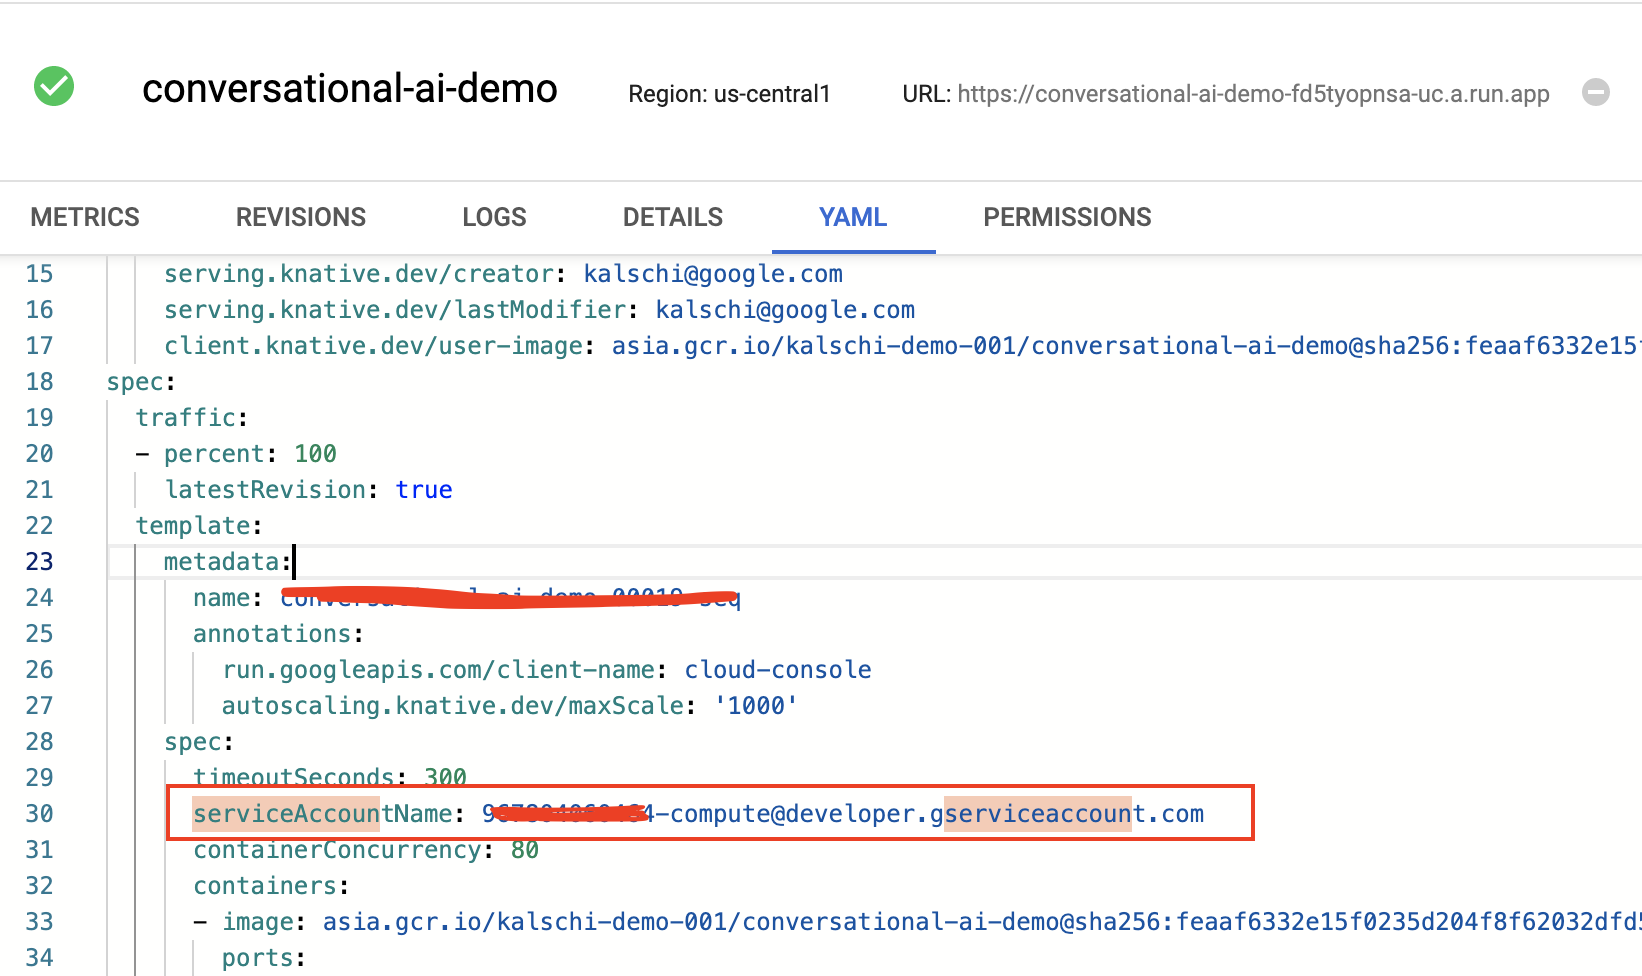 conversational-ai-demo
Region: us-central1
URL: https://conversational-ai-demo-fd5tyopnsa-uc.a.run.app
METRICS REVISIONS LOGS DETAILS YAML PERMISSIONS
15 serving.knative.dev/creator: kalschi@google.com
16 serving.knative.dev/lastModifier: kalschi@google.com
17 client.knative.dev/user-image: asia.gcr.io/kalschi-demo-001/conversational-ai-demo@sha256:feaaf6332e15
18 spec:
19 traffic:
20 - percent: 100
21 latestRevision: true
22 template:
23 metadata:
24 name:
25 annotations:
26 run.googleapis.com/client-name: cloud-console
27 autoscaling.knative.dev/maxScale: '1000'
28 spec:
29 timeoutSeconds: 300
30 serviceAccountName: -compute@developer.gserviceaccount.com
31 containerConcurrency: 80
32 containers:
33 - image: asia.gcr.io/kalschi-demo-001/conversational-ai-demo@sha256:feaaf6332e15f0235d204f8f62032dfd
34 ports: